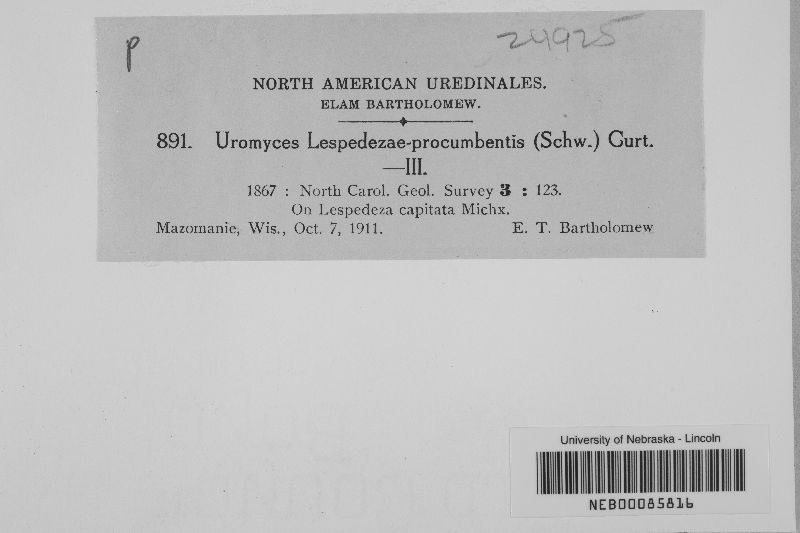 P
24925
NORTH AMERICAN UREDINALES.
ELAM BARTHOLOMEW.
891. Uromyces Lespedezae-procumbentis (Schw.) Curt.
—III.
1867 : North Carol. Geol. Survey 3 : 123.
On Lespedeza capitata Michx.
Mazomanie, Wis., Oct. 7, 1911. E. T. Bartholomew
University of Nebraska - Lincoln
NEB00085816